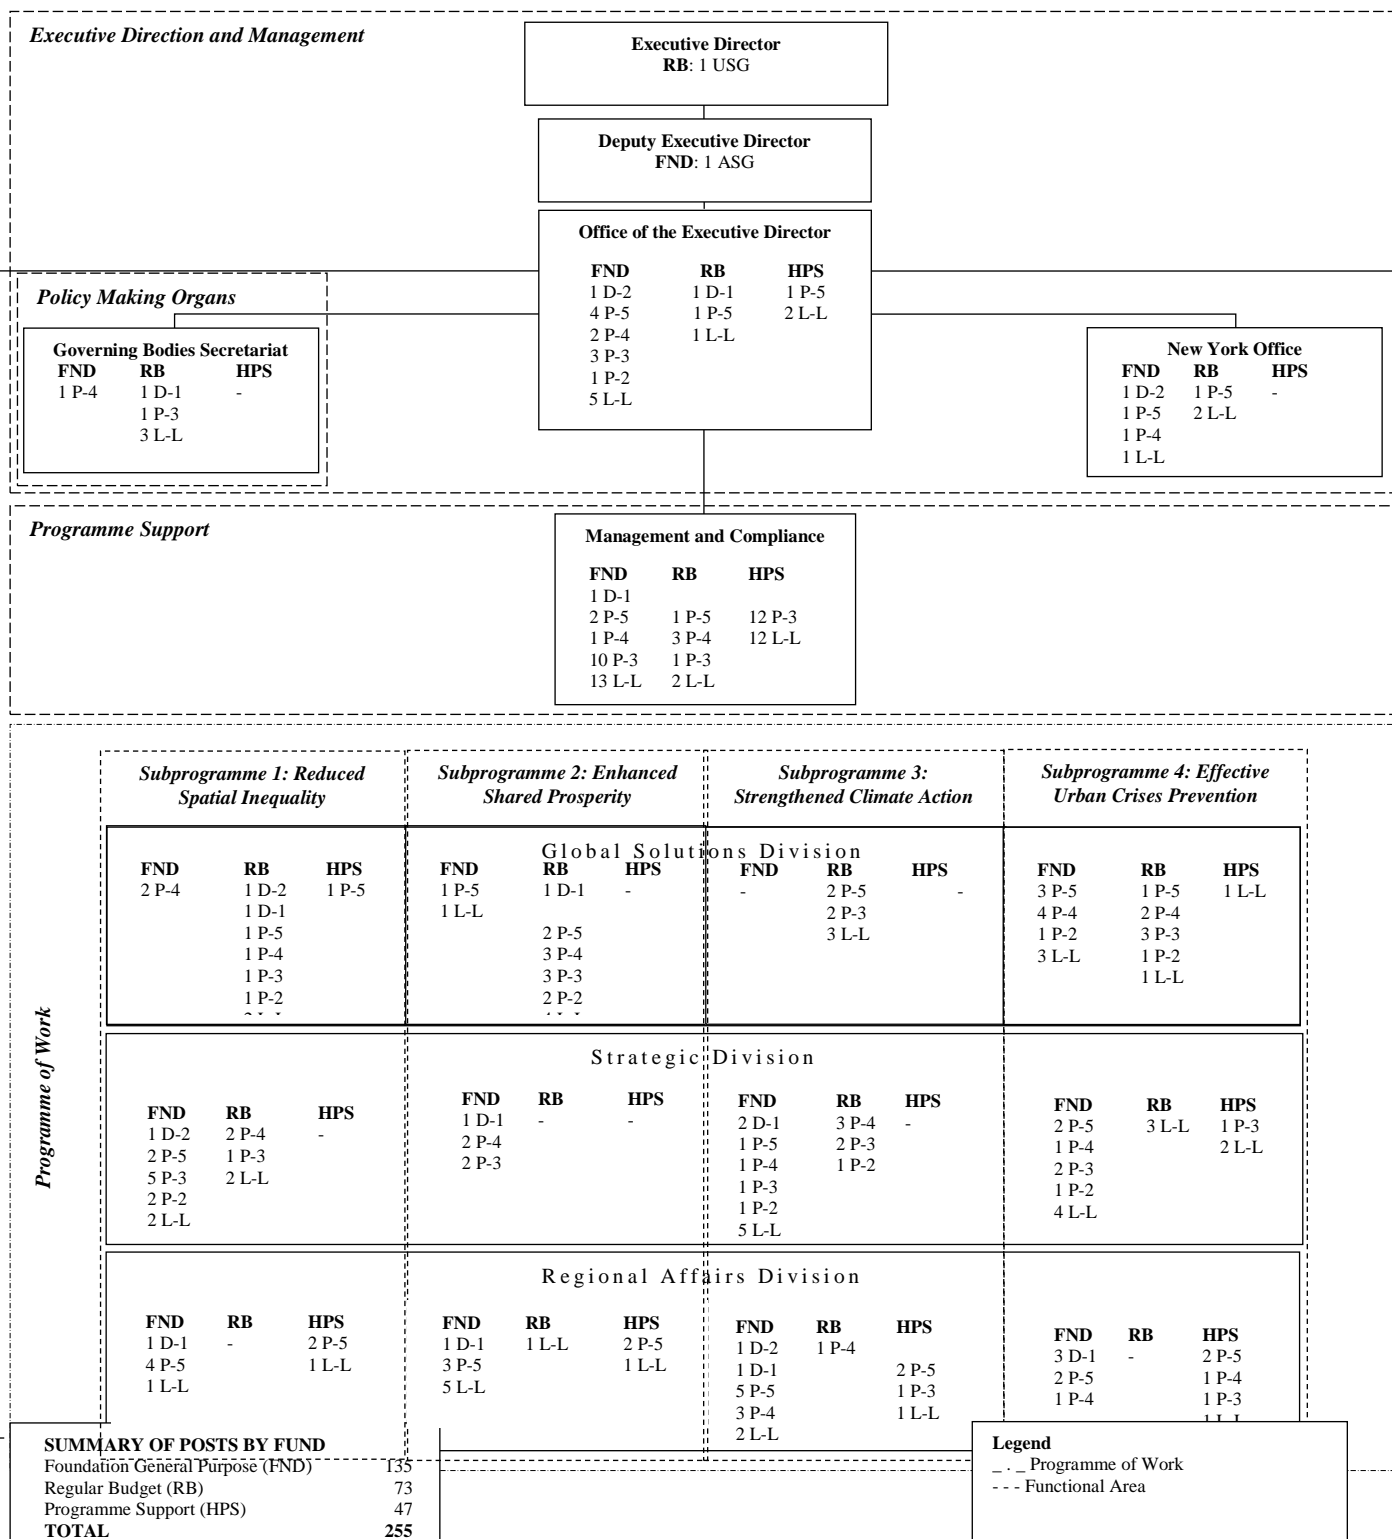 Executive Direction and Management
Executive Director
RB: 1 USG
Deputy Executive Director
FND: 1 ASG
Office of the Executive Director
FND RB HPS
1 D-2 1 D-1 1 P-5
4 P-5 1 P-5 2 L-L
2 P-4 1 L-L
3 P-3
1 P-2
5 L-L
Policy Making Organs
Governing Bodies Secretariat
FND RB HPS
1 P-4 1 D-1 -
1 P-3
3 L-L
New York Office
FND RB HPS
1 D-2 1 P-5 -
1 P-5 2 L-L
1 P-4
1 L-L
Programme Support
Management and Compliance
FND RB HPS
1 D-1
2 P-5 1 P-5 12 P-3
1 P-4 3 P-4 12 L-L
10 P-3 1 P-3
13 L-L 2 L-L
Programme of Work
Subprogramme 1: Reduced
Spatial Inequality
Subprogramme 2: Enhanced
Shared Prosperity
Subprogramme 3:
Strengthened Climate Action
Subprogramme 4: Effective
Urban Crises Prevention
Global Solutions Division
FND RB HPS
2 P-4 1 D-2 1 P-5
1 D-1
1 P-5
1 P-4
1 P-3
1 P-2
FND RB HPS
1 P-5 1 D-1 -
1 L-L
2 P-5
3 P-4
3 P-3
2 P-2
FND RB HPS
- 2 P-5 -
2 P-3
3 L-L
FND RB HPS
3 P-5 1 P-5 1 L-L
4 P-4 2 P-4
1 P-2 3 P-3
3 L-L 1 P-2
1 L-L
Strategic Division
FND RB HPS
1 D-2 2 P-4 -
2 P-5 1 P-3
5 P-3 2 L-L
2 P-2
2 L-L
FND RB HPS
1 D-1 - -
2 P-4
2 P-3
FND RB HPS
2 D-1 3 P-4 -
1 P-5 2 P-3
1 P-4 1 P-2
1 P-3
1 P-2
5 L-L
FND RB HPS
2 P-5 3 L-L 1 P-3
1 P-4 2 L-L
2 P-3
1 P-2
4 L-L
Regional Affairs Division
FND RB HPS
1 D-1 - 2 P-5
4 P-5 1 L-L
1 L-L
FND RB HPS
1 D-1 1 L-L 2 P-5
3 P-5 1 L-L
5 L-L
FND RB HPS
1 D-2 1 P-4
1 D-1 2 P-5
5 P-5 1 P-3
3 P-4 1 L-L
2 L-L
FND RB HPS
3 D-1 - 2 P-5
2 P-5 1 P-4
1 P-4 1 P-3
SUMMARY OF POSTS BY FUND
Foundation General Purpose (FND) 135
Regular Budget (RB) 73
Programme Support (HPS) 47
TOTAL 255
Legend
_ . _ Programme of Work
- - - Functional Area